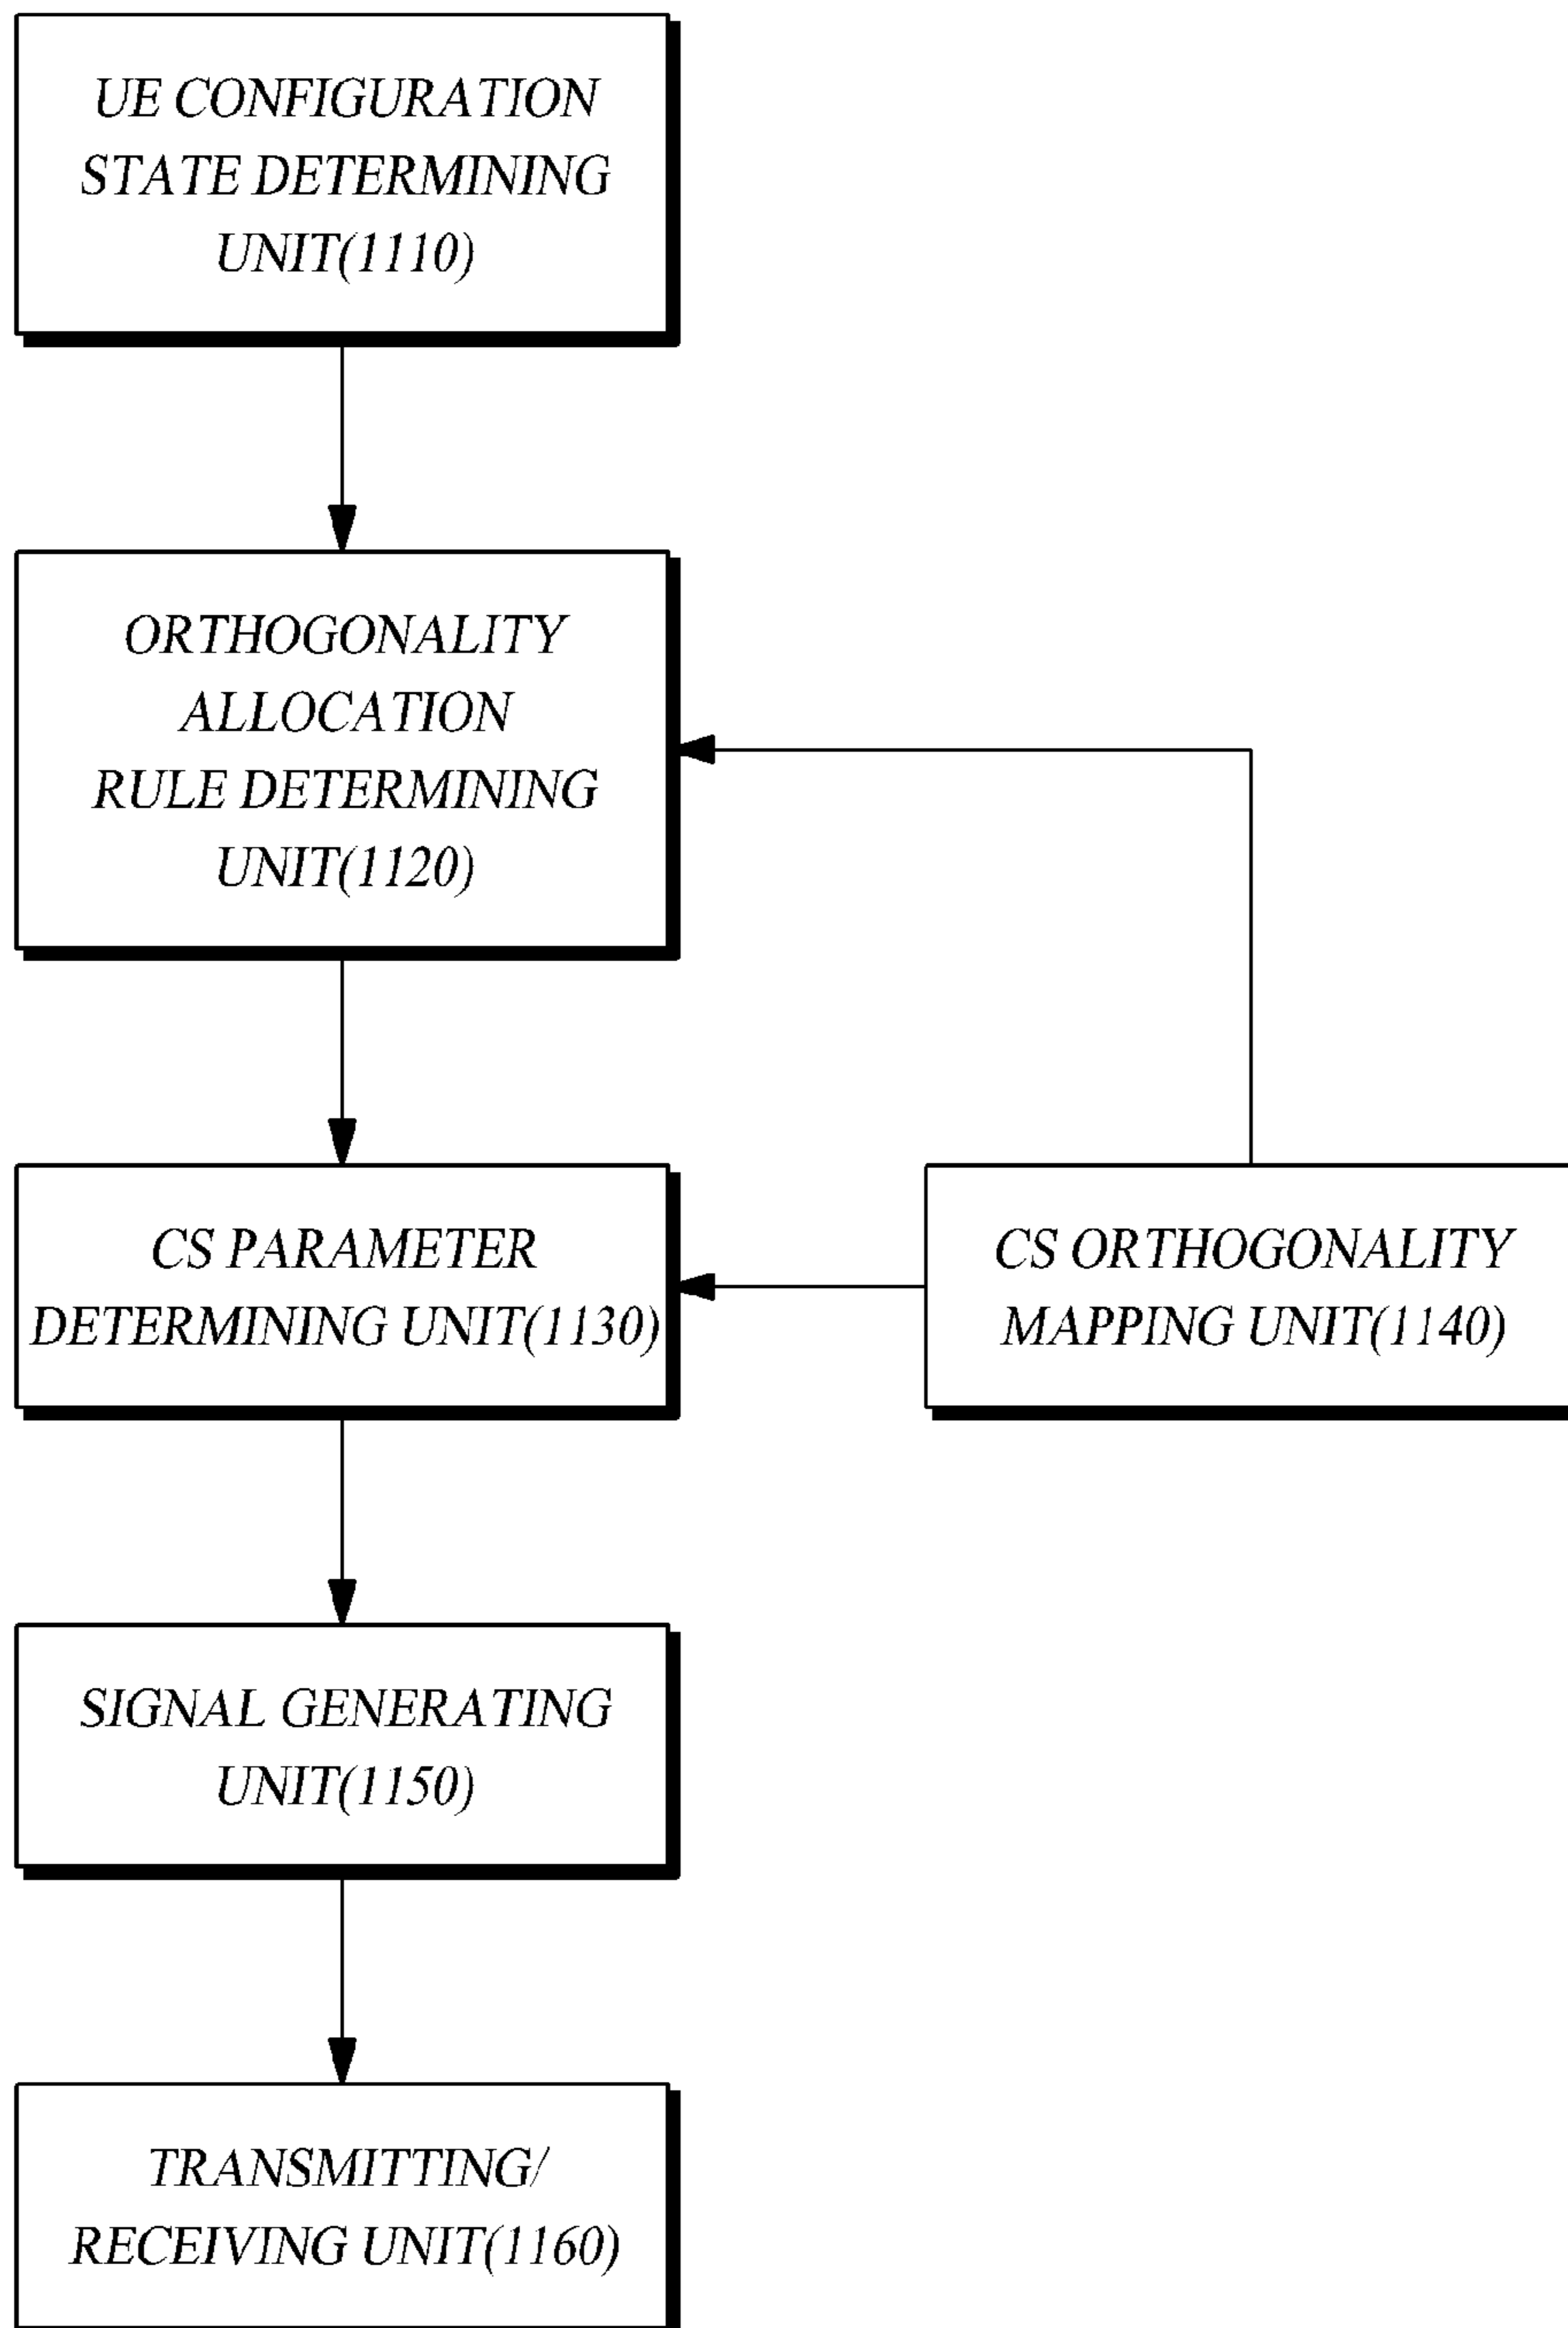 UE CONFIGURATION
STATE DETERMINING
UNIT(1110)
ORTHOGONALITY
ALLOCATION
RULE DETERMINING
UNIT(1120)
CS PARAMETER
DETERMINING UNIT(1130)
CS ORTHOGONALITY
MAPPING UNIT(1140)
SIGNAL GENERATING
UNIT(1150)
TRANSMITTING/
RECEIVING UNIT(1160)